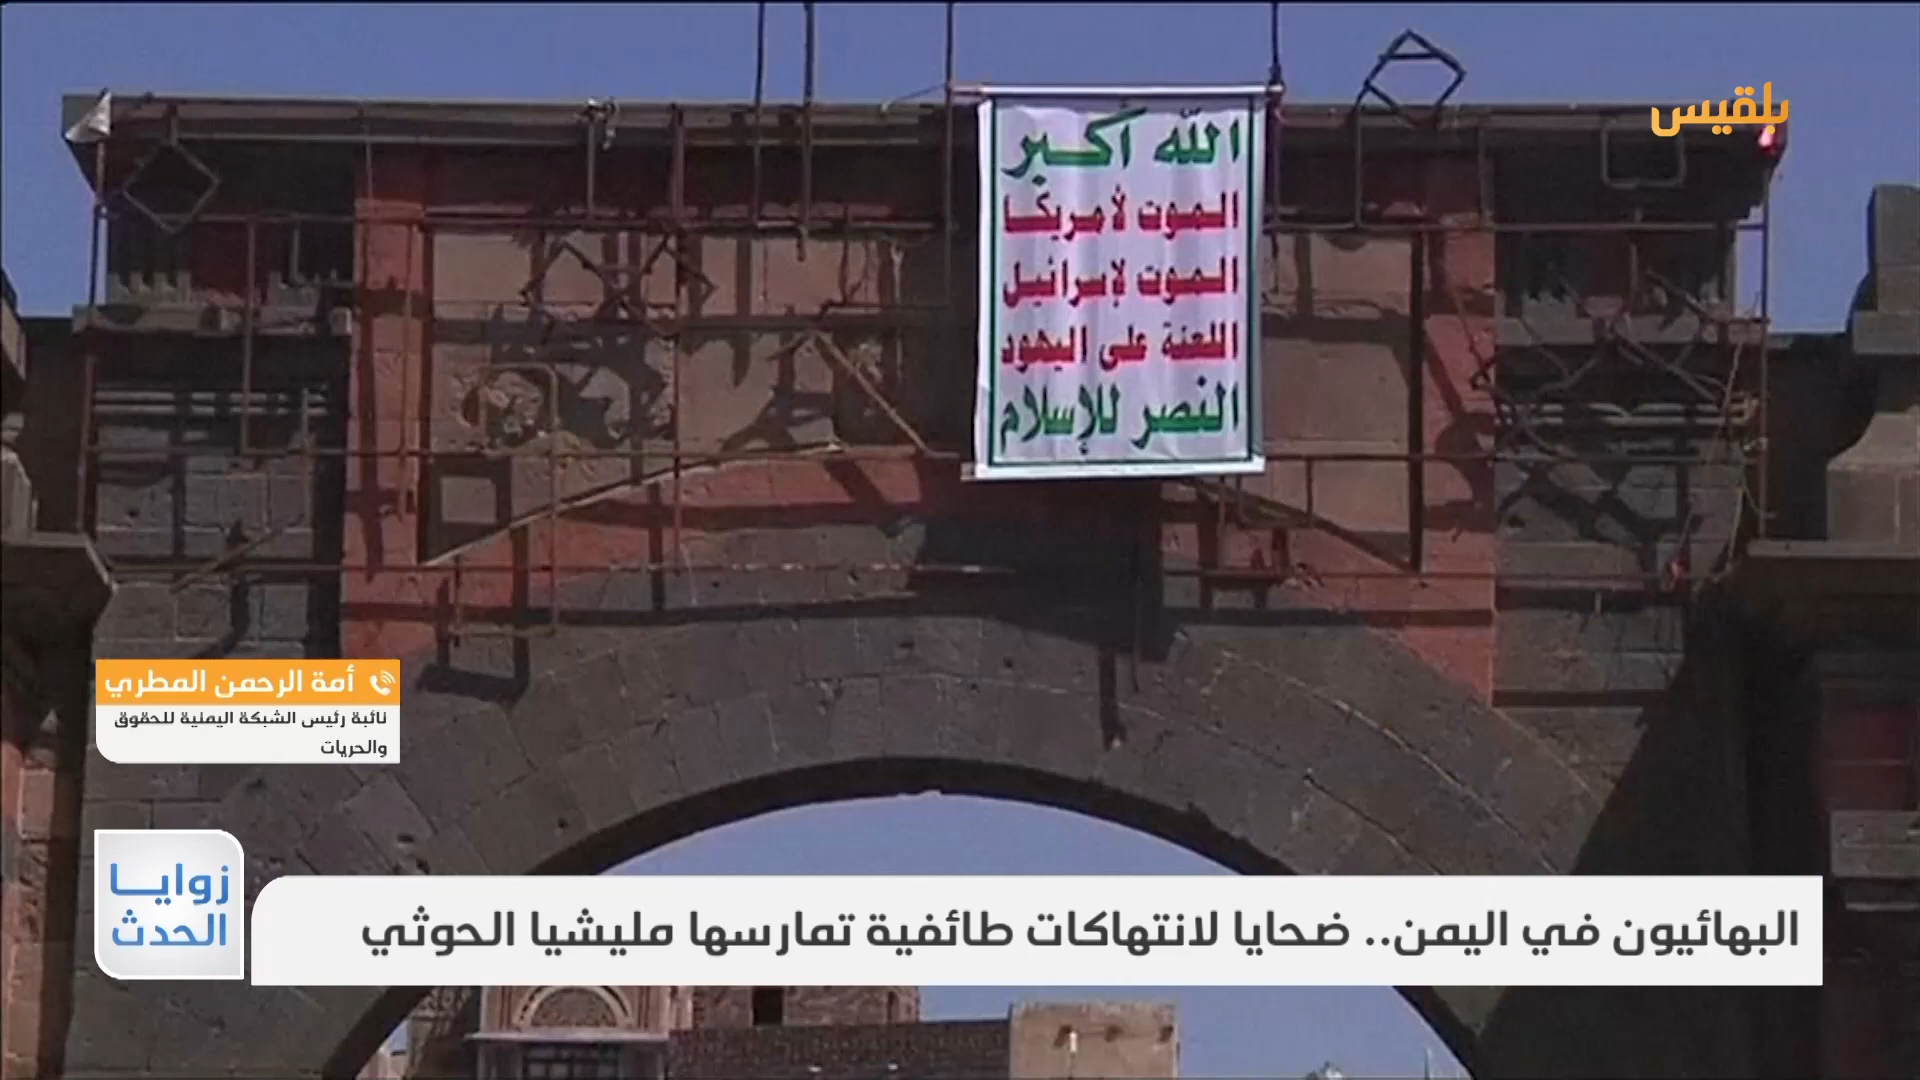 بلقيس
الله أكبر
الموت لأمريكا
الموت لإسرائيل
اللعنة على اليهود
النصر للإسلام
أمة الرحمن المطري
نائبة رئيس الشبكة اليمنية للحقوق
والحريات
زوايا
الحدث
البهائيون في اليمن.. ضحايا لانتهاكات طائفية تمارسها مليشيا الحوثي